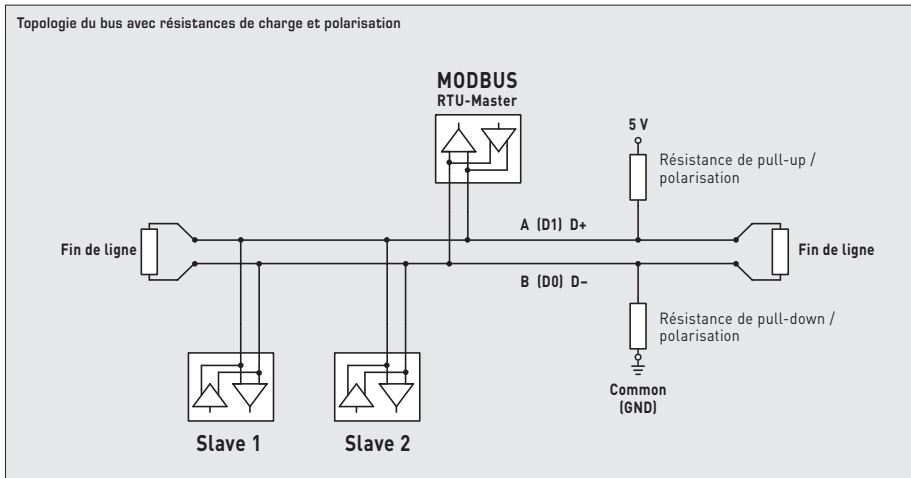 Topologie du bus avec résistances de charge et polarisation
MODBUS
RTU-Master
5 V
Résistance de pull-up /
polarisation
A (D1) D+
Fin de ligne
Fin de ligne
B (D0) D–
Résistance de pull-down /
polarisation
Common
(GND)
Slave 1
Slave 2